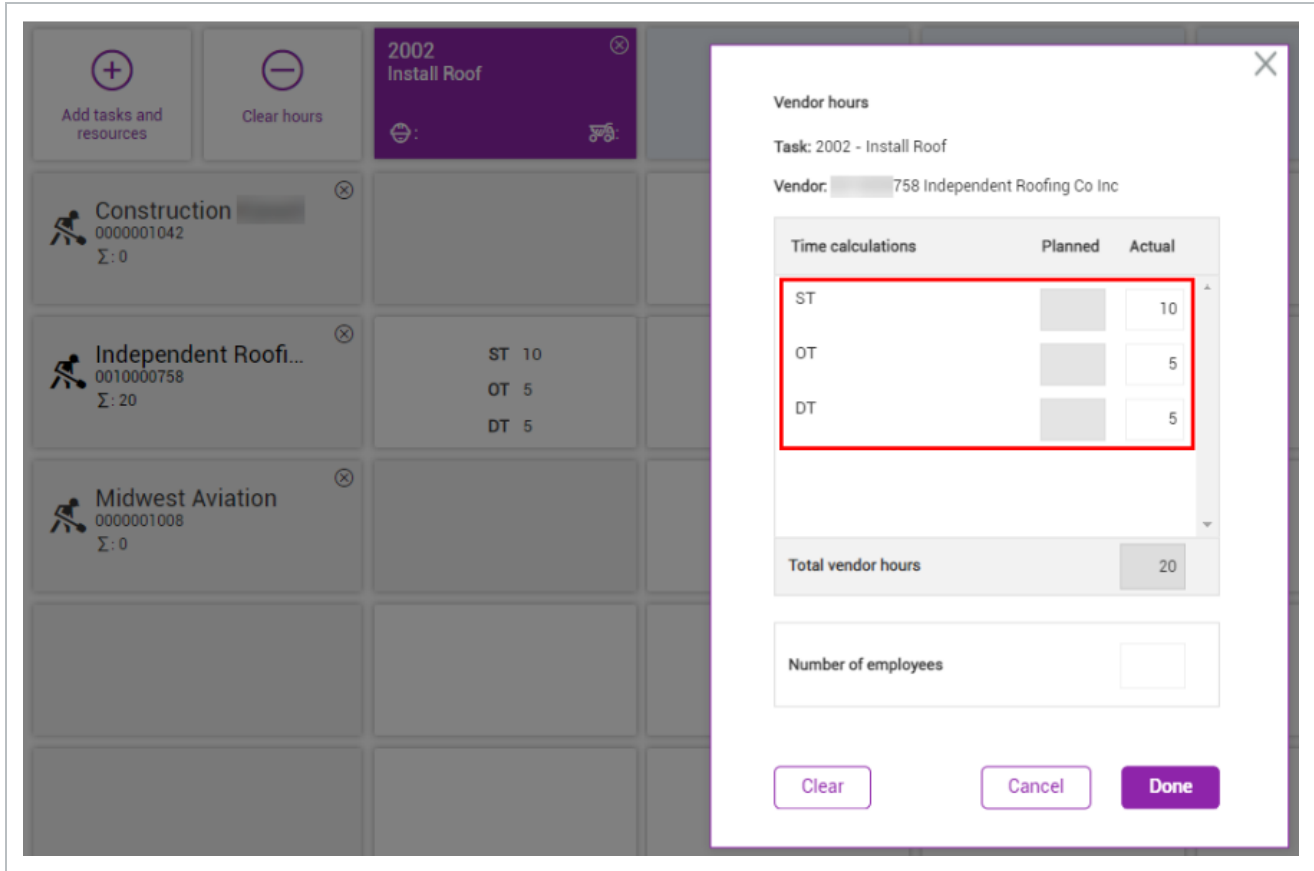 Add tasks and
resources
Clear hours
2002
Install Roof
:
:
Construction
0000001042
Σ: 0
Independent Roofi...
0010000758
Σ: 20
ST 10
OT 5
DT 5
Midwest Aviation
0000001008
Σ: 0
Vendor hours
Task: 2002 - Install Roof
Vendor: 758 Independent Roofing Co Inc
Time calculations Planned Actual
ST 10
OT 5
DT 5
Total vendor hours 20
Number of employees
Clear Cancel Done